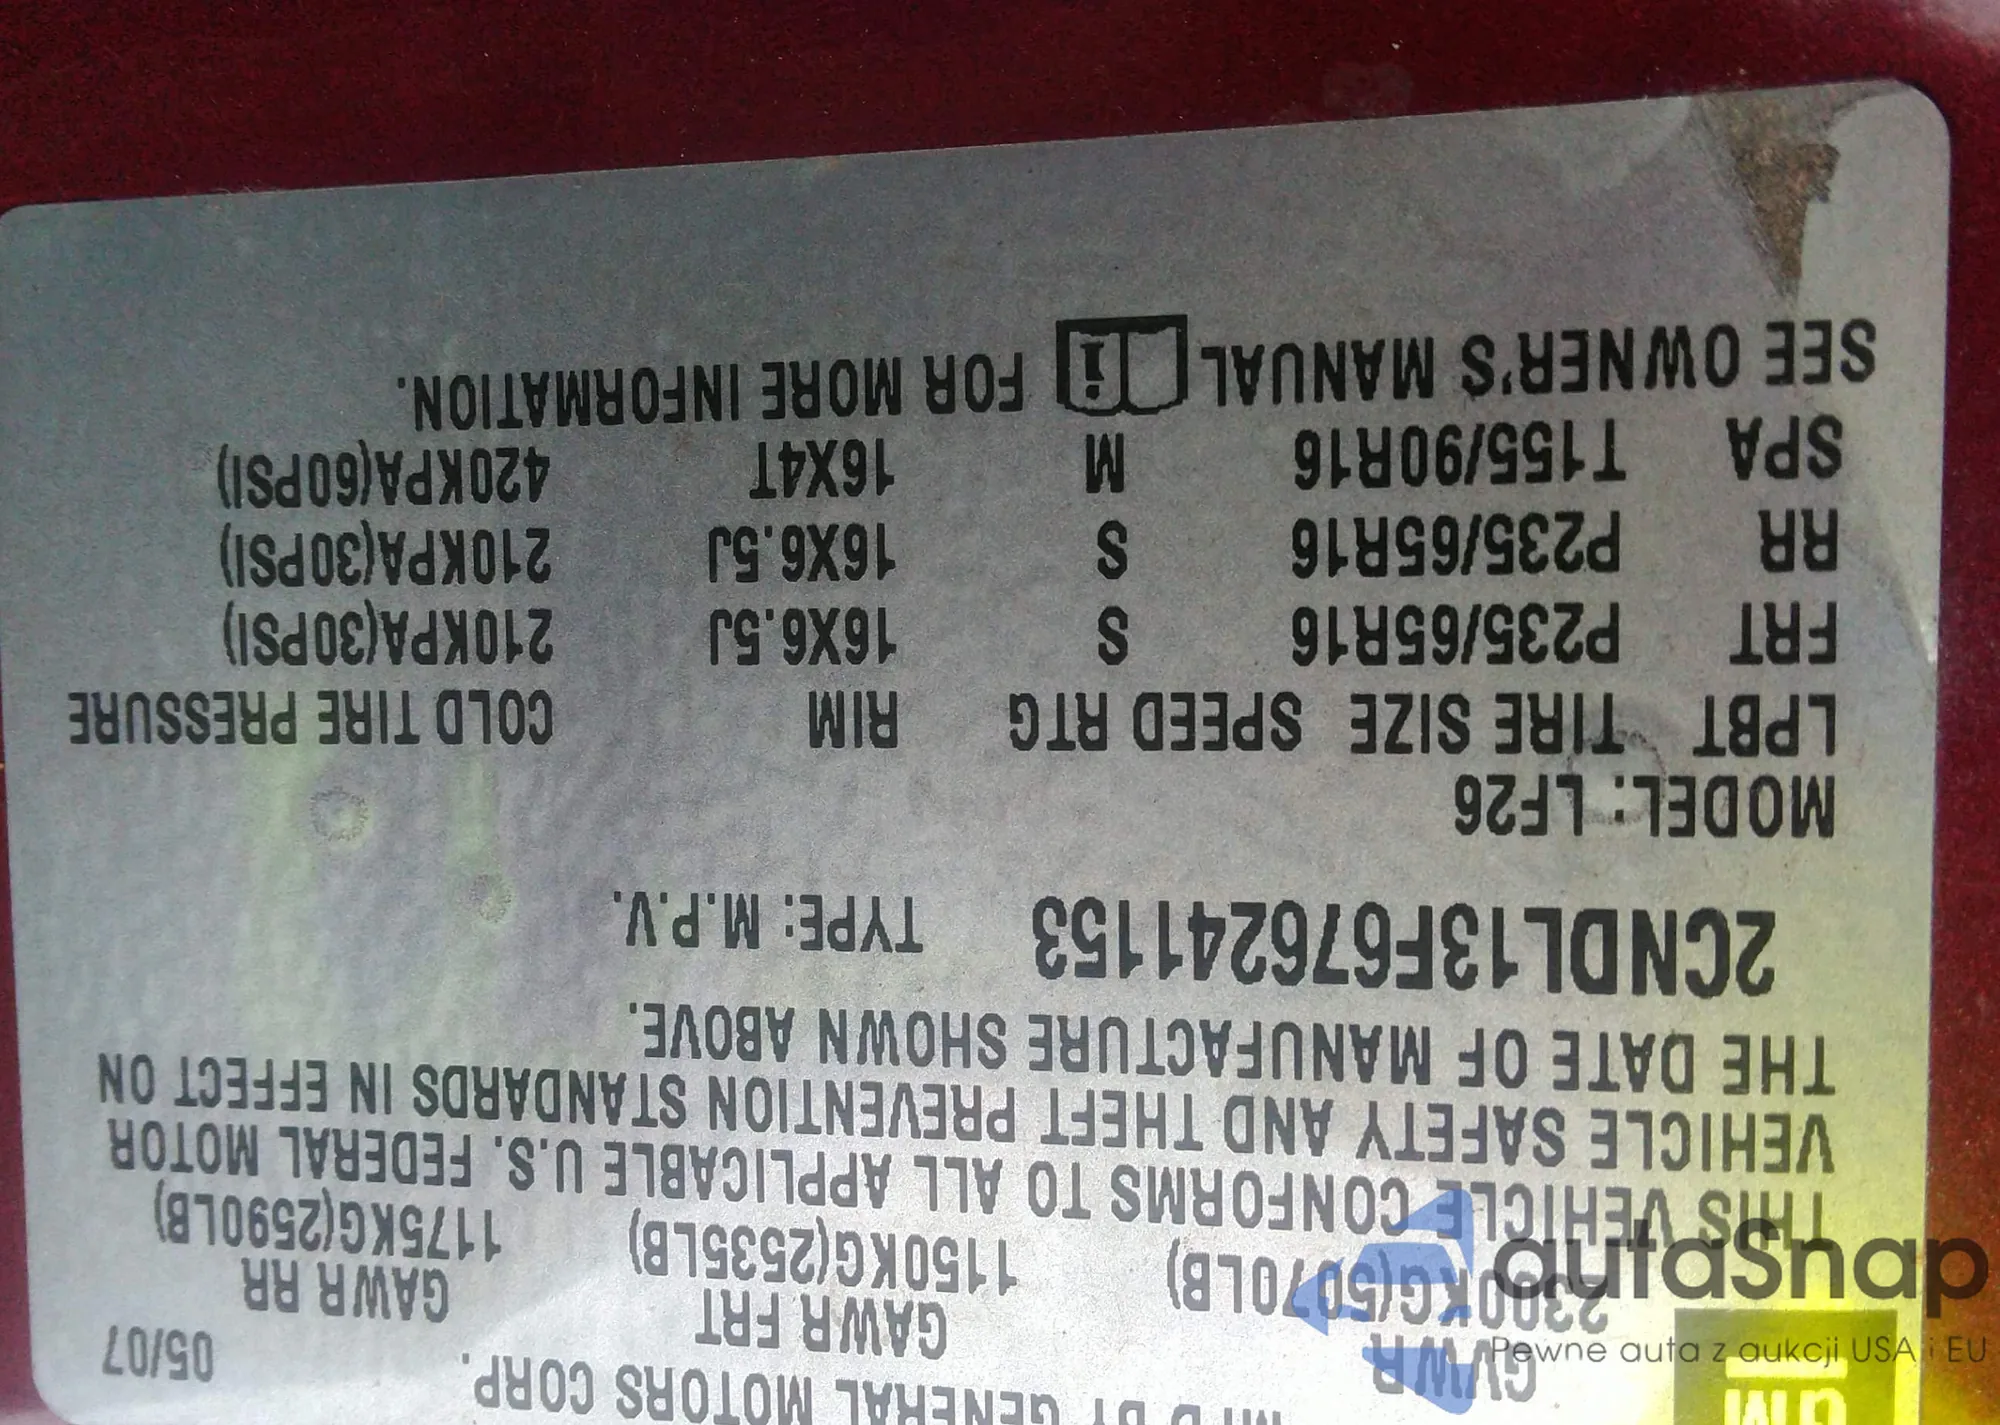 GM
MF'D BY GENERAL MOTORS CORP.
05/07
GVWR GAWR FRT GAWR RR
2300KG(5070LB) 1150KG(2535LB) 1175KG(2590LB)
THIS VEHICLE CONFORMS TO ALL APPLICABLE U.S. FEDERAL MOTOR
VEHICLE SAFETY AND THEFT PREVENTION STANDARDS IN EFFECT ON
THE DATE OF MANUFACTURE SHOWN ABOVE.
2CNDL13F676241153 TYPE: M.P.V.
MODEL: LF26
LPBT TIRE SIZE SPEED RTG RIM COLD TIRE PRESSURE
FRT P235/65R16 S 16X6.5J 210KPA(30PSI)
RR P235/65R16 S 16X6.5J 210KPA(30PSI)
SPA T155/90R16 M 16X4T 420KPA(60PSI)
SEE OWNER'S MANUAL i FOR MORE INFORMATION.
autaSnap
Pewne auta z aukcji USA i EU